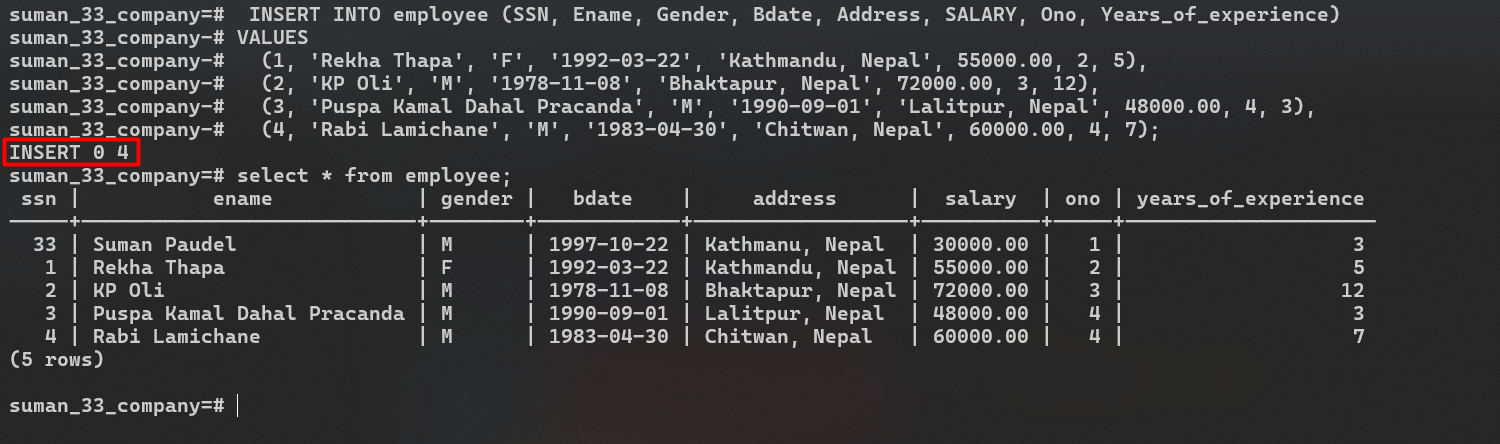 suman_33_company=#  INSERT INTO employee (SSN, Ename, Gender, Bdate, Address, SALARY, Ono, Years_of_experience)
suman_33_company-# VALUES
suman_33_company-#   (1, 'Rekha Thapa', 'F', '1992-03-22', 'Kathmandu, Nepal', 55000.00, 2, 5),
suman_33_company-#   (2, 'KP Oli', 'M', '1978-11-08', 'Bhaktapur, Nepal', 72000.00, 3, 12),
suman_33_company-#   (3, 'Puspa Kamal Dahal Pracanda', 'M', '1990-09-01', 'Lalitpur, Nepal', 48000.00, 4, 3),
suman_33_company-#   (4, 'Rabi Lamichane', 'M', '1983-04-30', 'Chitwan, Nepal', 60000.00, 4, 7);
INSERT 0 4
suman_33_company=# select * from employee;
 ssn |           ename            | gender |   bdate    |     address      |  salary  | ono | years_of_experience
-----+----------------------------+--------+------------+------------------+----------+-----+---------------------
  33 | Suman Paudel               | M      | 1997-10-22 | Kathmanu, Nepal  | 30000.00 |   1 |                   3
   1 | Rekha Thapa                | F      | 1992-03-22 | Kathmandu, Nepal | 55000.00 |   2 |                   5
   2 | KP Oli                     | M      | 1978-11-08 | Bhaktapur, Nepal | 72000.00 |   3 |                  12
   3 | Puspa Kamal Dahal Pracanda | M      | 1990-09-01 | Lalitpur, Nepal  | 48000.00 |   4 |                   3
   4 | Rabi Lamichane             | M      | 1983-04-30 | Chitwan, Nepal   | 60000.00 |   4 |                   7
(5 rows)
suman_33_company=#